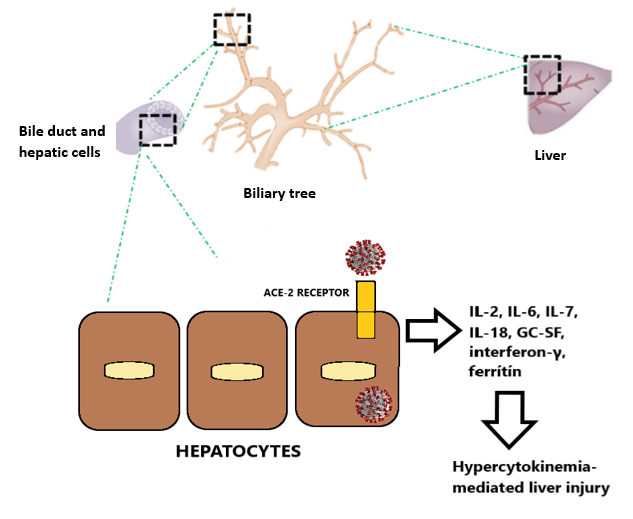 Bile duct and
hepatic cells
Biliary tree
Liver
ACE-2 RECEPTOR
IL-2, IL-6, IL-7,
IL-18, GC-SF,
interferon-γ,
ferrítín
HEPATOCYTES
Hypercytokinemia-
mediated liver injury